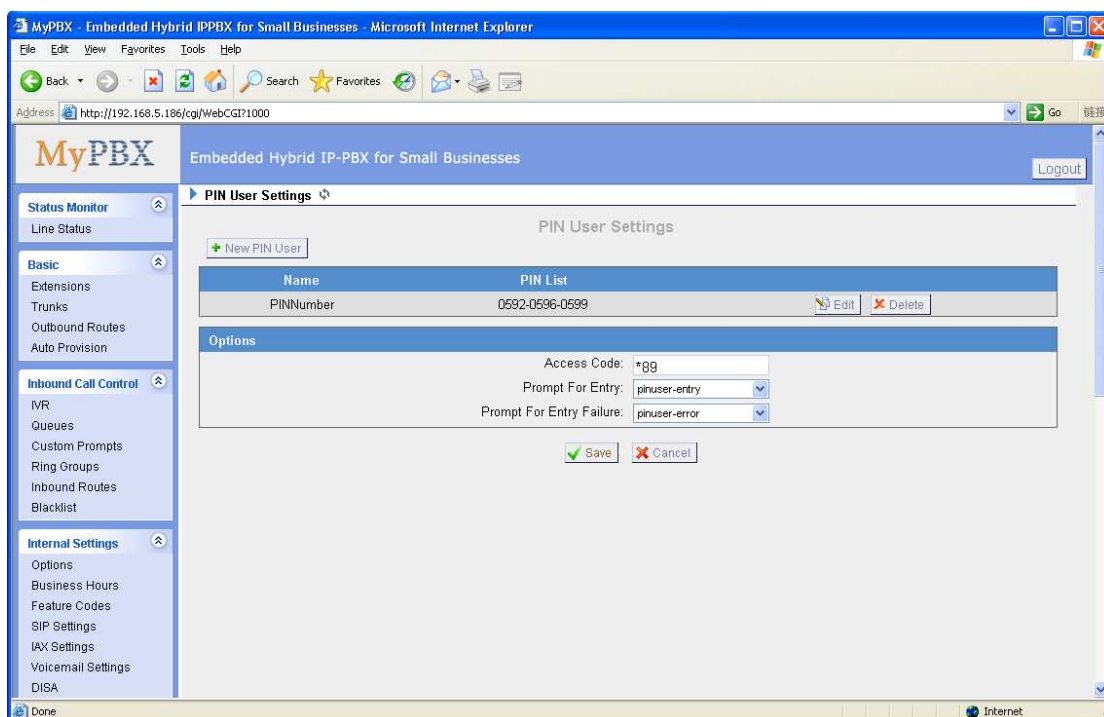 MyPBX - Embedded Hybrid IPPBX for Small Businesses - Microsoft Internet Explorer
File Edit View Favorites Tools Help
Back Search Favorites
Address http://192.168.5.186/cgi/WebCGI?1000 Go 链接
MyPBX
Embedded Hybrid IP-PBX for Small Businesses
Logout
Status Monitor
Line Status
Basic
Extensions
Trunks
Outbound Routes
Auto Provision
Inbound Call Control
IVR
Queues
Custom Prompts
Ring Groups
Inbound Routes
Blacklist
Internal Settings
Options
Business Hours
Feature Codes
SIP Settings
IAX Settings
Voicemail Settings
DISA
PIN User Settings
PIN User Settings
New PIN User
Name PIN List
PINNumber 0592-0596-0599 Edit Delete
Options
Access Code: *89
Prompt For Entry: pinuser-entry
Prompt For Entry Failure: pinuser-error
Save Cancel
Done Internet